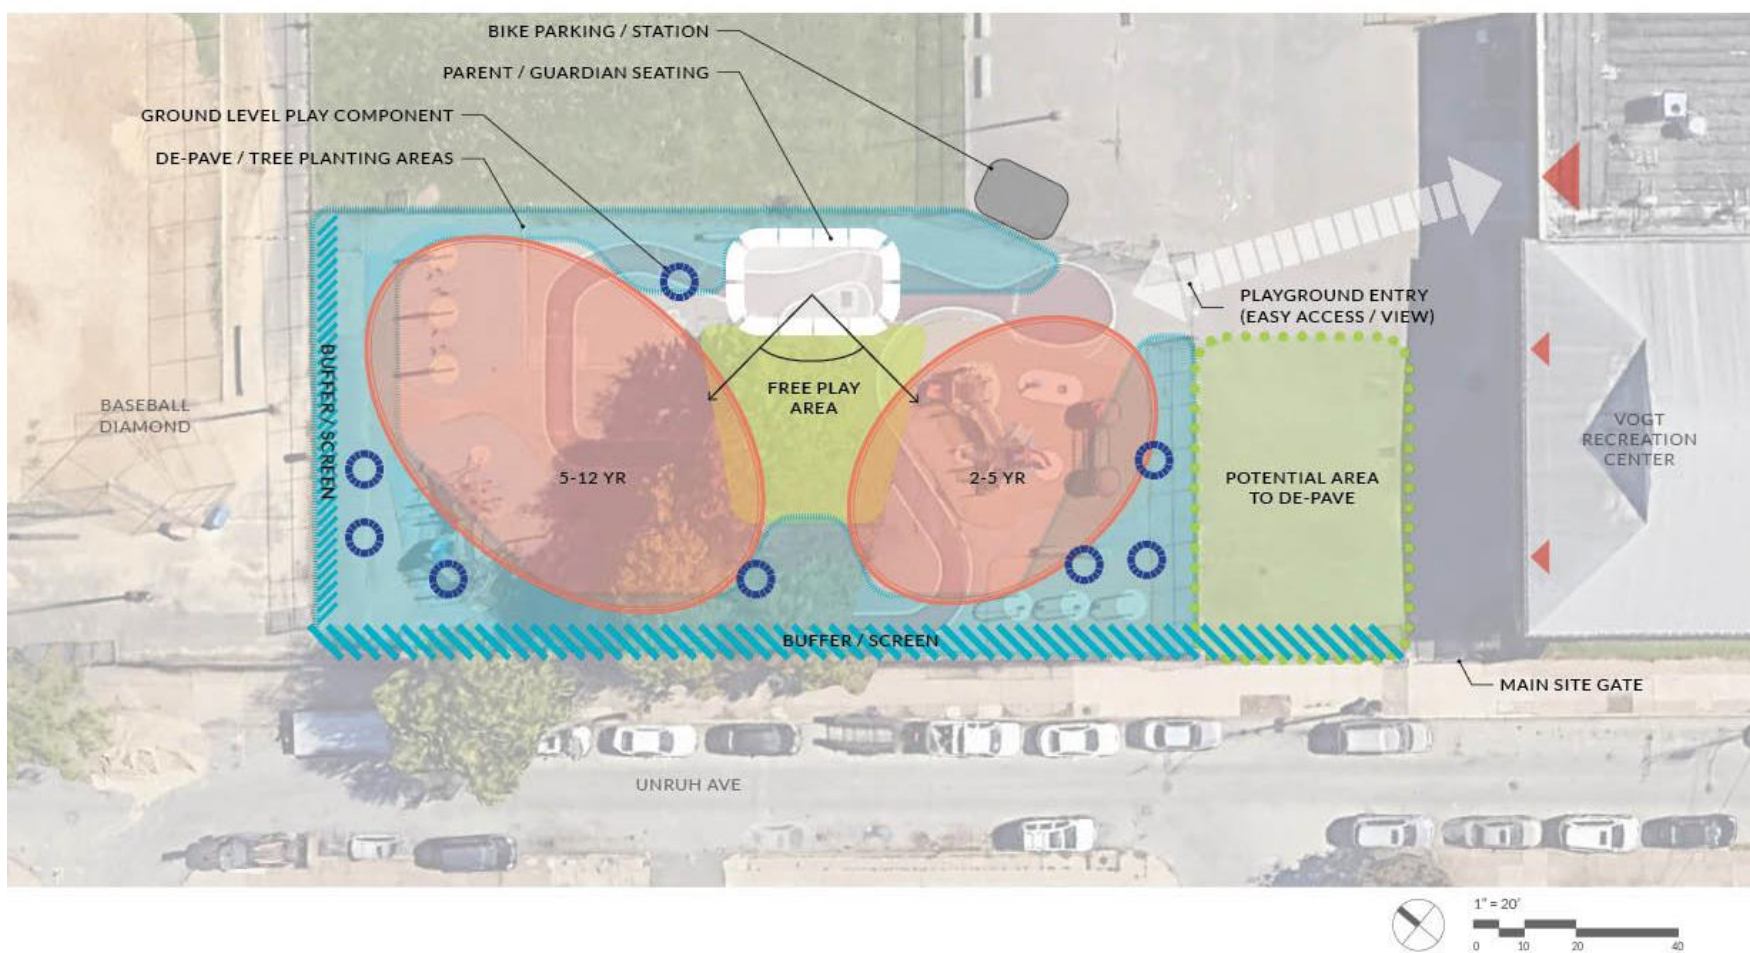 BIKE PARKING / STATION
PARENT / GUARDIAN SEATING
GROUND LEVEL PLAY COMPONENT
DE-PAVE / TREE PLANTING AREAS
PLAYGROUND ENTRY
(EASY ACCESS / VIEW)
BUFFER / SCREEN
FREE PLAY
AREA
BASEBALL
DIAMOND
VOGT
RECREATION
CENTER
5-12 YR
2-5 YR
POTENTIAL AREA
TO DE-PAVE
BUFFER / SCREEN
MAIN SITE GATE
UNRUH AVE
1" = 20'
0 10 20 40